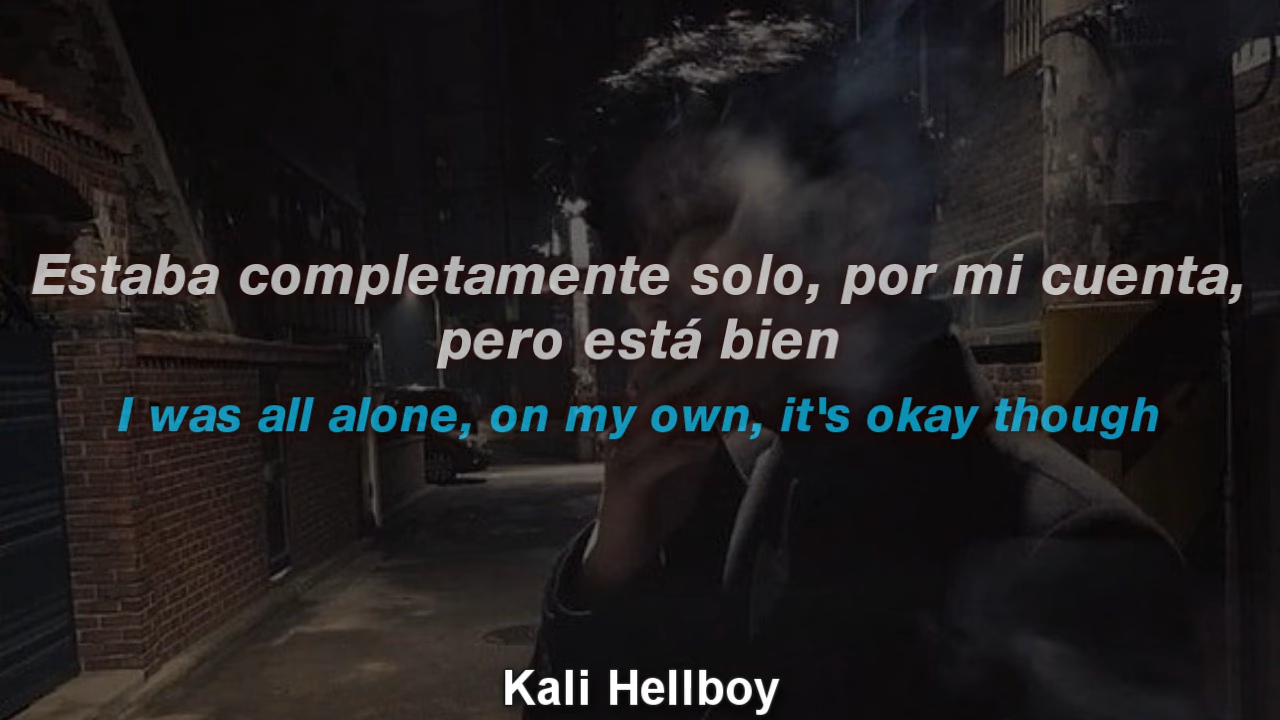 Estaba completamente solo, por mi cuenta,
pero está bien
I was all alone, on my own, it's okay though
Kali Hellboy